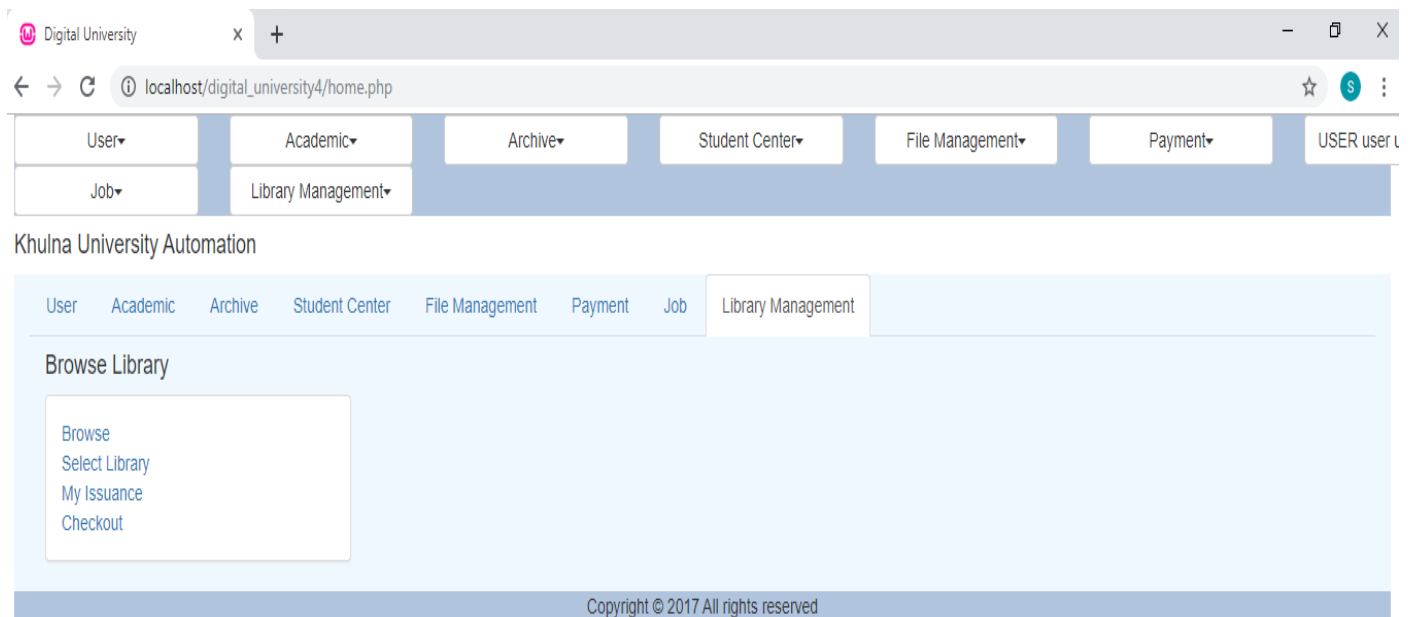 Digital University
localhost/digital_university4/home.php
S
User Academic Archive Student Center File Management Payment USER user
Job Library Management
Khulna University Automation
User Academic Archive Student Center File Management Payment Job Library Management
Browse Library
Browse
Select Library
My Issuance
Checkout
Copyright © 2017 All rights reserved